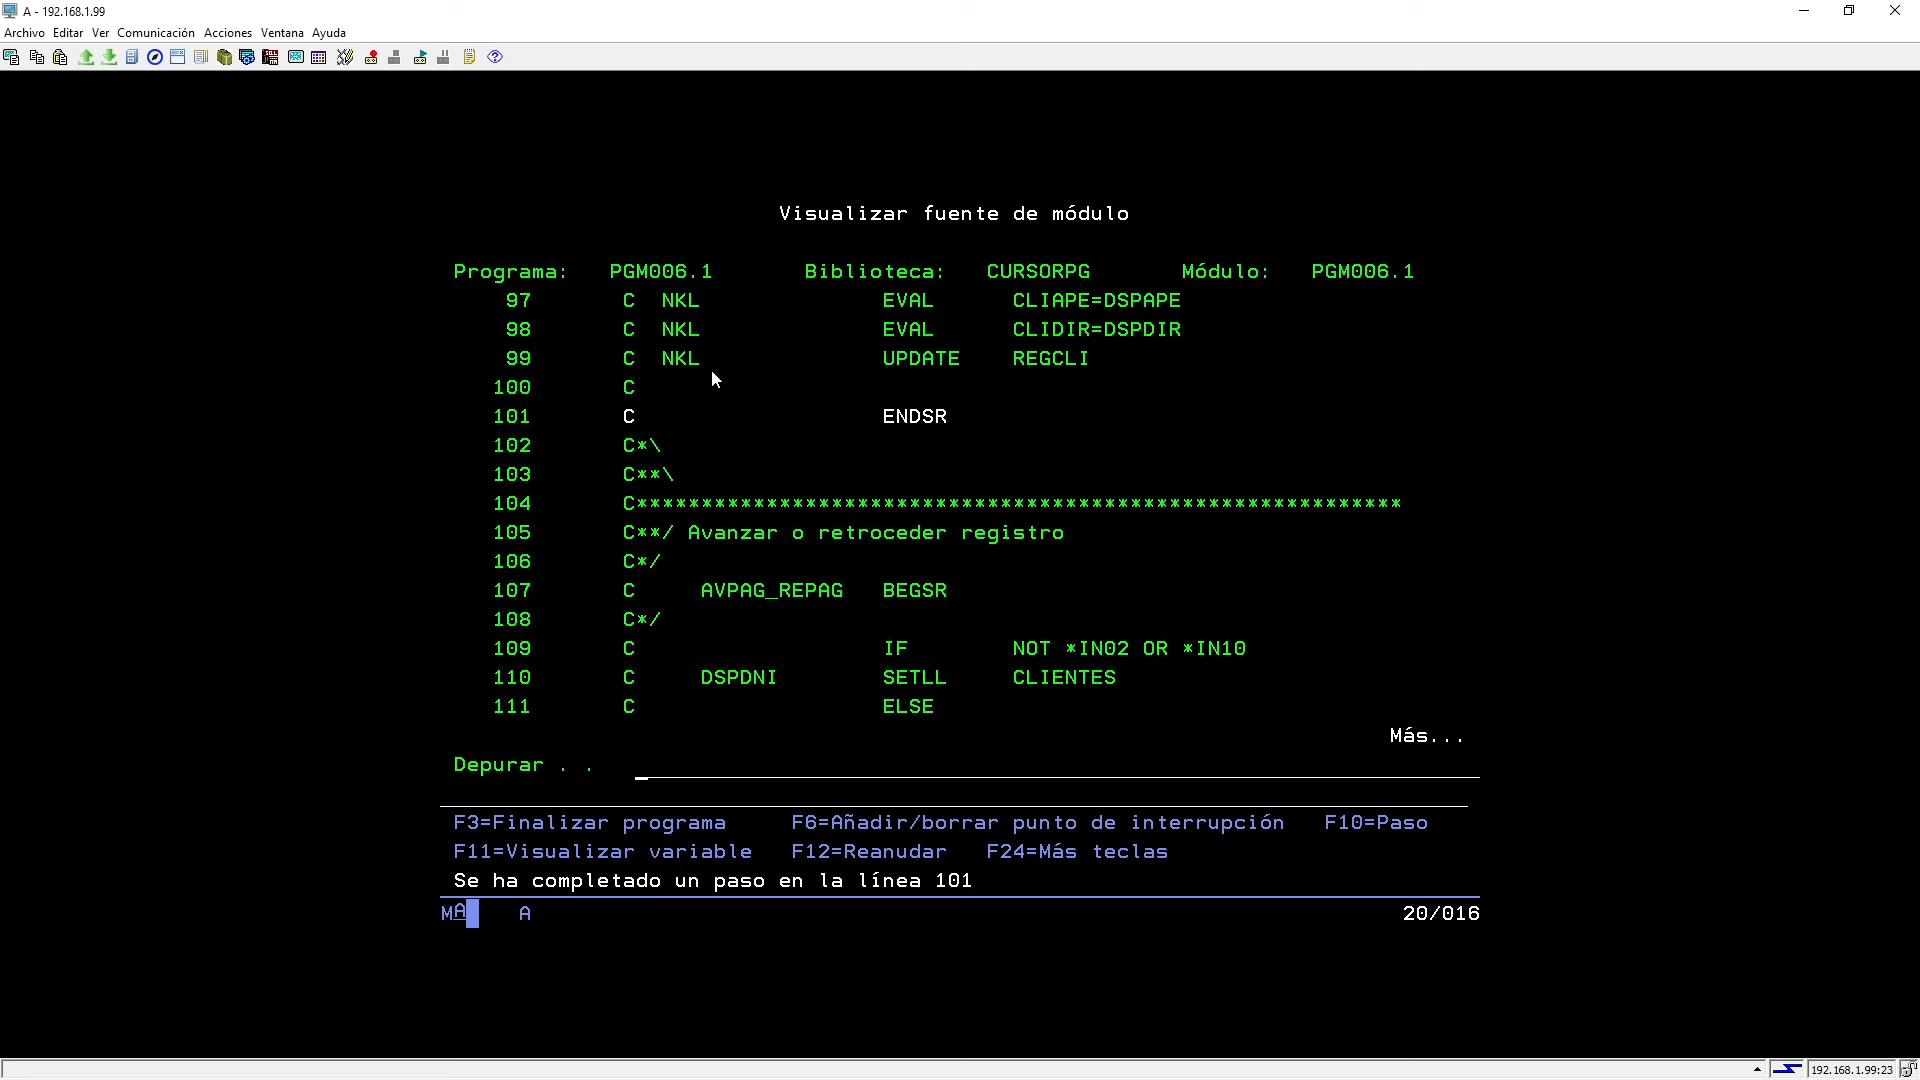 A - 192.168.1.99
Archivo Editar Ver Comunicación Acciones Ventana Ayuda
Visualizar fuente de módulo
Programa: PGM006.1 Biblioteca: CURSORPG Módulo: PGM006.1
97 C NKL EVAL CLIAPE=DSPAPE
98 C NKL EVAL CLIDIR=DSPDIR
99 C NKL UPDATE REGCLI
100 C
101 C ENDSR
102 C*\
103 C**\
104 C***********************************************************
105 C**/ Avanzar o retroceder registro
106 C*/
107 C AVPAG_REPAG BEGSR
108 C*/
109 C IF NOT *IN02 OR *IN10
110 C DSPDNI SETLL CLIENTES
111 C ELSE
Más...
Depurar . . _
F3=Finalizar programa F6=Añadir/borrar punto de interrupción F10=Paso
F11=Visualizar variable F12=Reanudar F24=Más teclas
Se ha completado un paso en la línea 101
MA A 20/016
192.168.1.99:23